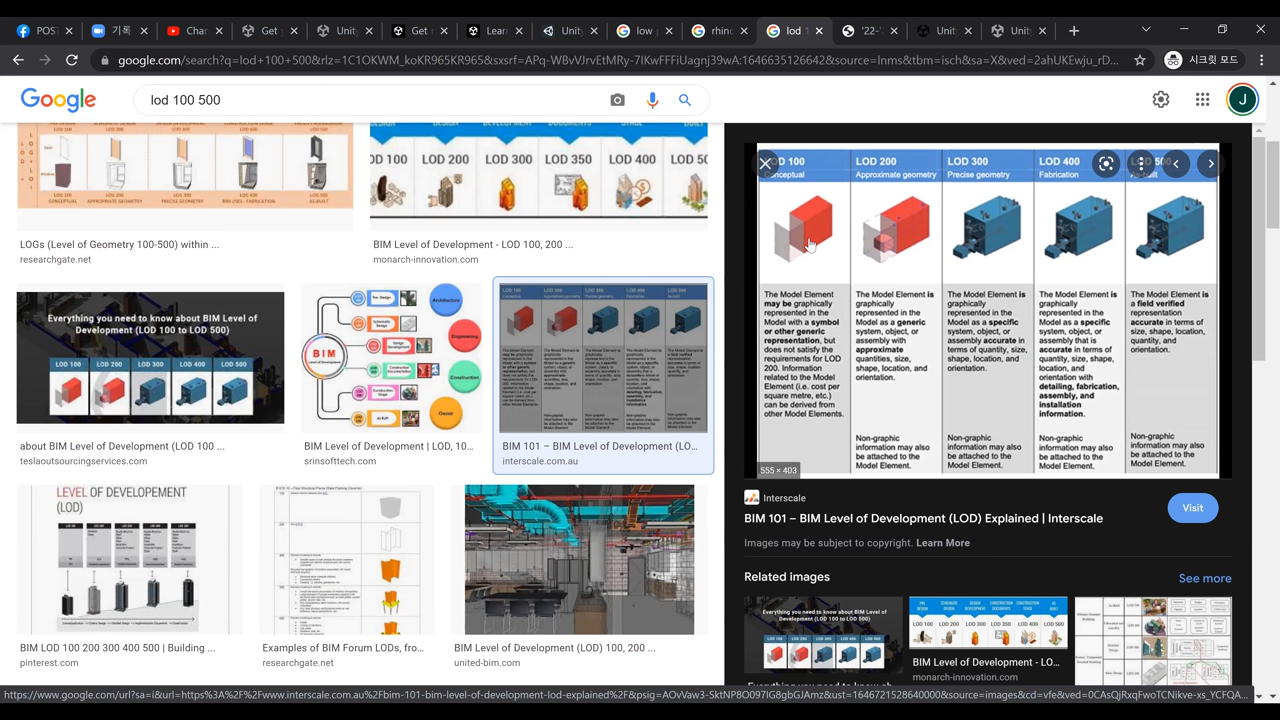 POST
기록
Char
Get
Unity
Get
Learn
Unity
low
rhino
lod 1
'22-
Unity
Unity
google.com/search?q=lod+100+500&rlz=1C1OKWM_koKR965KR965&sxsrf=APq-WBvVJrvEtMRy-7IKwFFFiUagnj39wA:1646635126642&source=lnms&tbm=isch&sa=X&ved=2ahUKEwju_rD...
시크릿 모드
Google
lod 100 500
J
LOD 100
LOD 200
LOD 300
LOD 350
LOD 400
LOD 50
LOGs (Level of Geometry 100-500) within ...
researchgate.net
BIM Level of Development - LOD 100, 200 ...
monarch-innovation.com
Everything you need to know about BIM Level of
Development (LOD 100 to LOD 500)
LOD 100
LOD 200
LOD 300
LOD 400
LOD 500
about BIM Level of Development (LOD 100 ...
teslaoutsourcingservices.com
BIM
Architecture
Engineering
Construction
Owner
BIM Level of Development | LOD, 10...
srinsofttech.com
BIM 101 – BIM Level of Development (LO...
interscale.com.au
LEVEL OF DEVELOPEMENT
(LOD)
BIM LOD 100 200 300 400 500 | Building ...
pinterest.com
Examples of BIM Forum LODs, fro...
researchgate.net
BIM Level of Development (LOD) 100, 200 ...
united-bim.com
LOD 100
Conceptual
The Model Element
may be graphically
represented in the
Model with a symbol
or other generic
representation, but
does not satisfy the
requirements for LOD
200. Information
related to the Model
Element (i.e. cost per
square metre, etc.)
can be derived from
other Model Elements.
LOD 200
Approximate geometry
The Model Element is
graphically
represented in the
Model as a generic
system, object, or
assembly with
approximate
quantities, size,
shape, location, and
orientation.
Non-graphic
information may also
be attached to the
Model Element.
LOD 300
Precise geometry
The Model Element is
graphically
represented in the
Model as a specific
system, object or
assembly accurate in
terms of quantity, size,
shape, location, and
orientation.
Non-graphic
information may also
be attached to the
Model Element.
LOD 400
Fabrication
The Model Element is
graphically
represented in the
Model as a specific
system, object or
assembly that is
accurate in terms of
quantity, size, shape,
location, and
orientation with
detailing, fabrication,
assembly, and
installation
information.
Non-graphic
information may also
be attached to the
Model Element.
LOD 500
As-built
The Model Element is
a field verified
representation
accurate in terms of
size, shape, location,
quantity, and
orientation.
Non-graphic
information may also
be attached to the
Model Element.
555 × 403
Interscale
BIM 101 – BIM Level of Development (LOD) Explained | Interscale
Visit
Images may be subject to copyright. Learn More
Related images
See more
Everything you need to know about BIM Level of
Development (LOD 100 to LOD 500)
LOD 100
LOD 200
LOD 300
LOD 400
LOD 500
BIM Level of Development - LO...
monarch-innovation.com
https://www.google.com/url?sa=i&url=https%3A%2F%2Fwww.interscale.com.au%2Fbim-101-bim-level-of-development-lod-explained%2F&psig=AOvVaw3-SktNP8O097lG8gbGJAmz&ust=1646721528640000&source=images&cd=vfe&ved=0CAsQjRxqFwoTCNikve-xs_YCFQA...